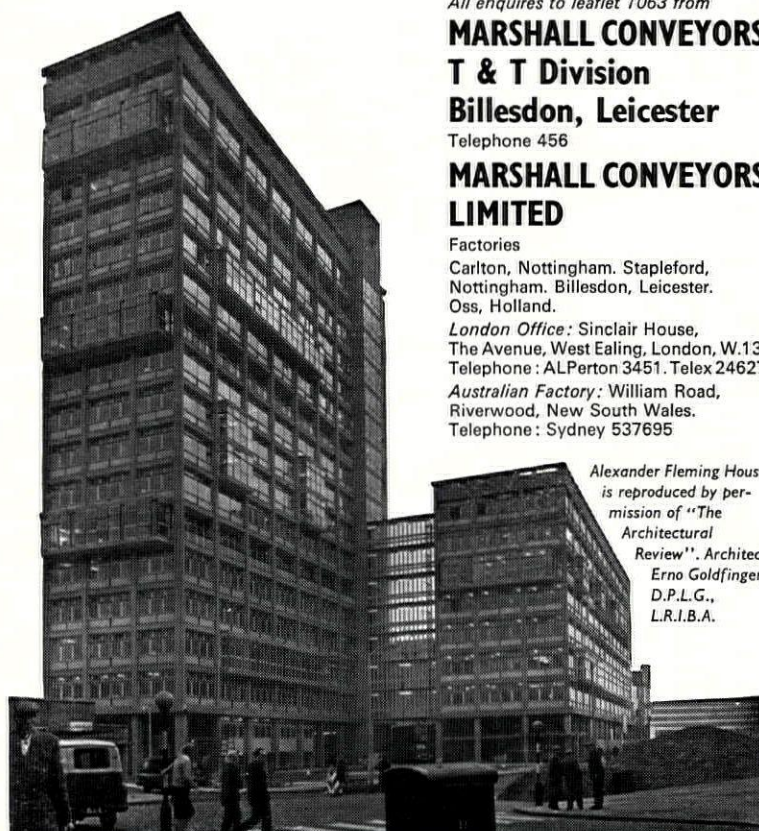 All enquires to leaflet 7063 from
MARSHALL CONVEYORS
T & T Division
Billesdon, Leicester
Telephone 456
MARSHALL CONVEYORS
LIMITED
Factories
Carlton, Nottingham. Stapleford,
Nottingham. Billesdon, Leicester.
Oss, Holland.
London Office: Sinclair House,
The Avenue, West Ealing, London, W.13
Telephone: ALPerton 3451. Telex 24627
Australian Factory: William Road,
Riverwood, New South Wales.
Telephone: Sydney 537695
Alexander Fleming Hous
is reproduced by per-
mission of "The
Architectural
Review". Architec
Erno Goldfinger
D.P.L.G.,
L.R.I.B.A.